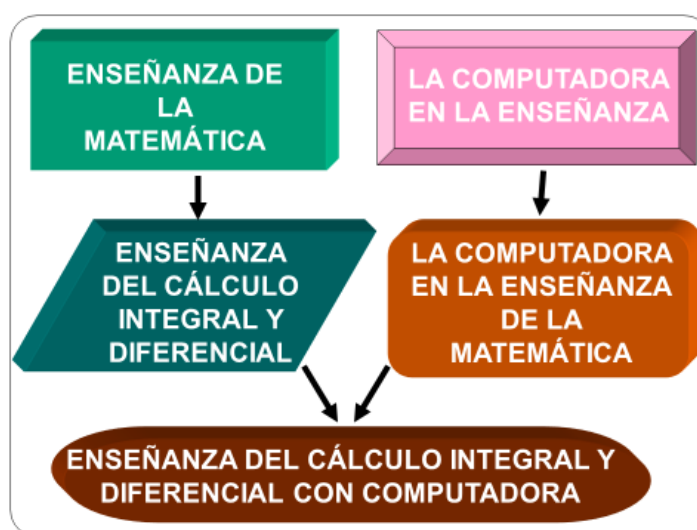 ENSEÑANZA DE
LA
MATEMÁTICA
LA COMPUTADORA
EN LA ENSEÑANZA
ENSEÑANZA
DEL CÁLCULO
INTEGRAL Y
DIFERENCIAL
LA COMPUTADORA
EN LA ENSEÑANZA
DE LA
MATEMÁTICA
ENSEÑANZA DEL CÁLCULO INTEGRAL Y
DIFERENCIAL CON COMPUTADORA